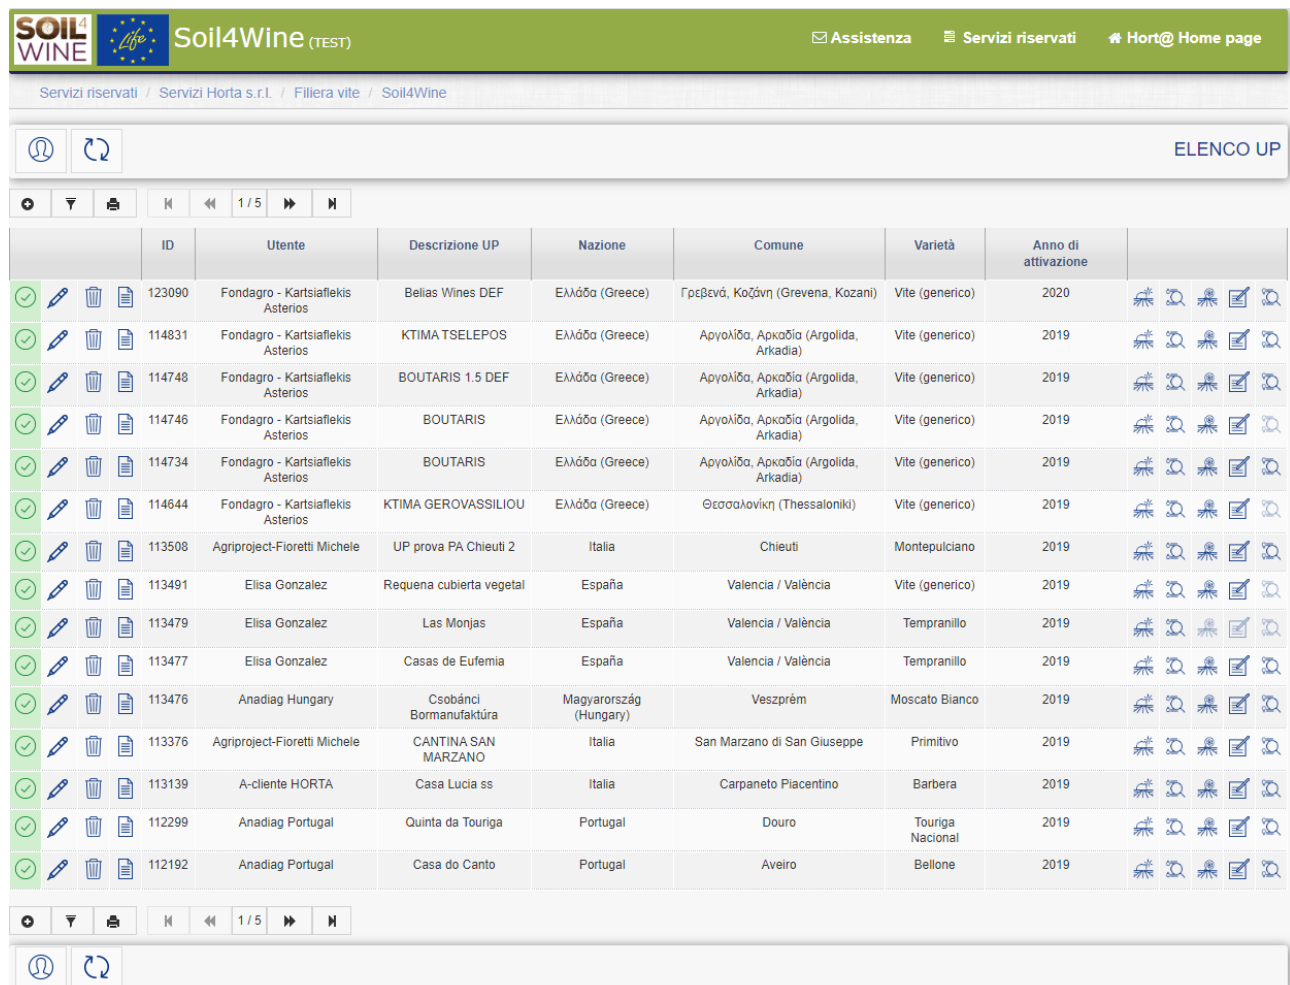 SOIL4
WINE
Life
Soil4Wine (TEST)
Assistenza
Servizi riservati
Hort@ Home page
Servizi riservati / Servizi Horta s.r.l. / Filiera vite / Soil4Wine
ELENCO UP
1 / 5
ID Utente Descrizione UP Nazione Comune Varietà Anno di
attivazione
123090 Fondagro - Kartsiaflekis Belias Wines DEF Ελλάδα (Greece) Γρεβενά, Κοζάνη (Grevena, Kozani) Vite (generico) 2020
Asterios
114831 Fondagro - Kartsiaflekis KTIMA TSELEPOS Ελλάδα (Greece) Αργολίδα, Αρκαδία (Argolida, Vite (generico) 2019
Asterios Arkadia)
114748 Fondagro - Kartsiaflekis BOUTARIS 1.5 DEF Ελλάδα (Greece) Αργολίδα, Αρκαδία (Argolida, Vite (generico) 2019
Asterios Arkadia)
114746 Fondagro - Kartsiaflekis BOUTARIS Ελλάδα (Greece) Αργολίδα, Αρκαδία (Argolida, Vite (generico) 2019
Asterios Arkadia)
114734 Fondagro - Kartsiaflekis BOUTARIS Ελλάδα (Greece) Αργολίδα, Αρκαδία (Argolida, Vite (generico) 2019
Asterios Arkadia)
114644 Fondagro - Kartsiaflekis KTIMA GEROVASSILIOU Ελλάδα (Greece) Θεσσαλονίκη (Thessaloniki) Vite (generico) 2019
Asterios
113508 Agriproject-Fioretti Michele UP prova PA Chieuti 2 Italia Chieuti Montepulciano 2019
113491 Elisa Gonzalez Requena cubierta vegetal España Valencia / València Vite (generico) 2019
113479 Elisa Gonzalez Las Monjas España Valencia / València Tempranillo 2019
113477 Elisa Gonzalez Casas de Eufemia España Valencia / València Tempranillo 2019
113476 Anadiag Hungary Csobánci Magyarország Veszprém Moscato Bianco 2019
Bormanufaktúra (Hungary)
113376 Agriproject-Fioretti Michele CANTINA SAN Italia San Marzano di San Giuseppe Primitivo 2019
MARZANO
113139 A-cliente HORTA Casa Lucia ss Italia Carpaneto Piacentino Barbera 2019
112299 Anadiag Portugal Quinta da Touriga Portugal Douro Touriga 2019
Nacional
112192 Anadiag Portugal Casa do Canto Portugal Aveiro Bellone 2019
1 / 5